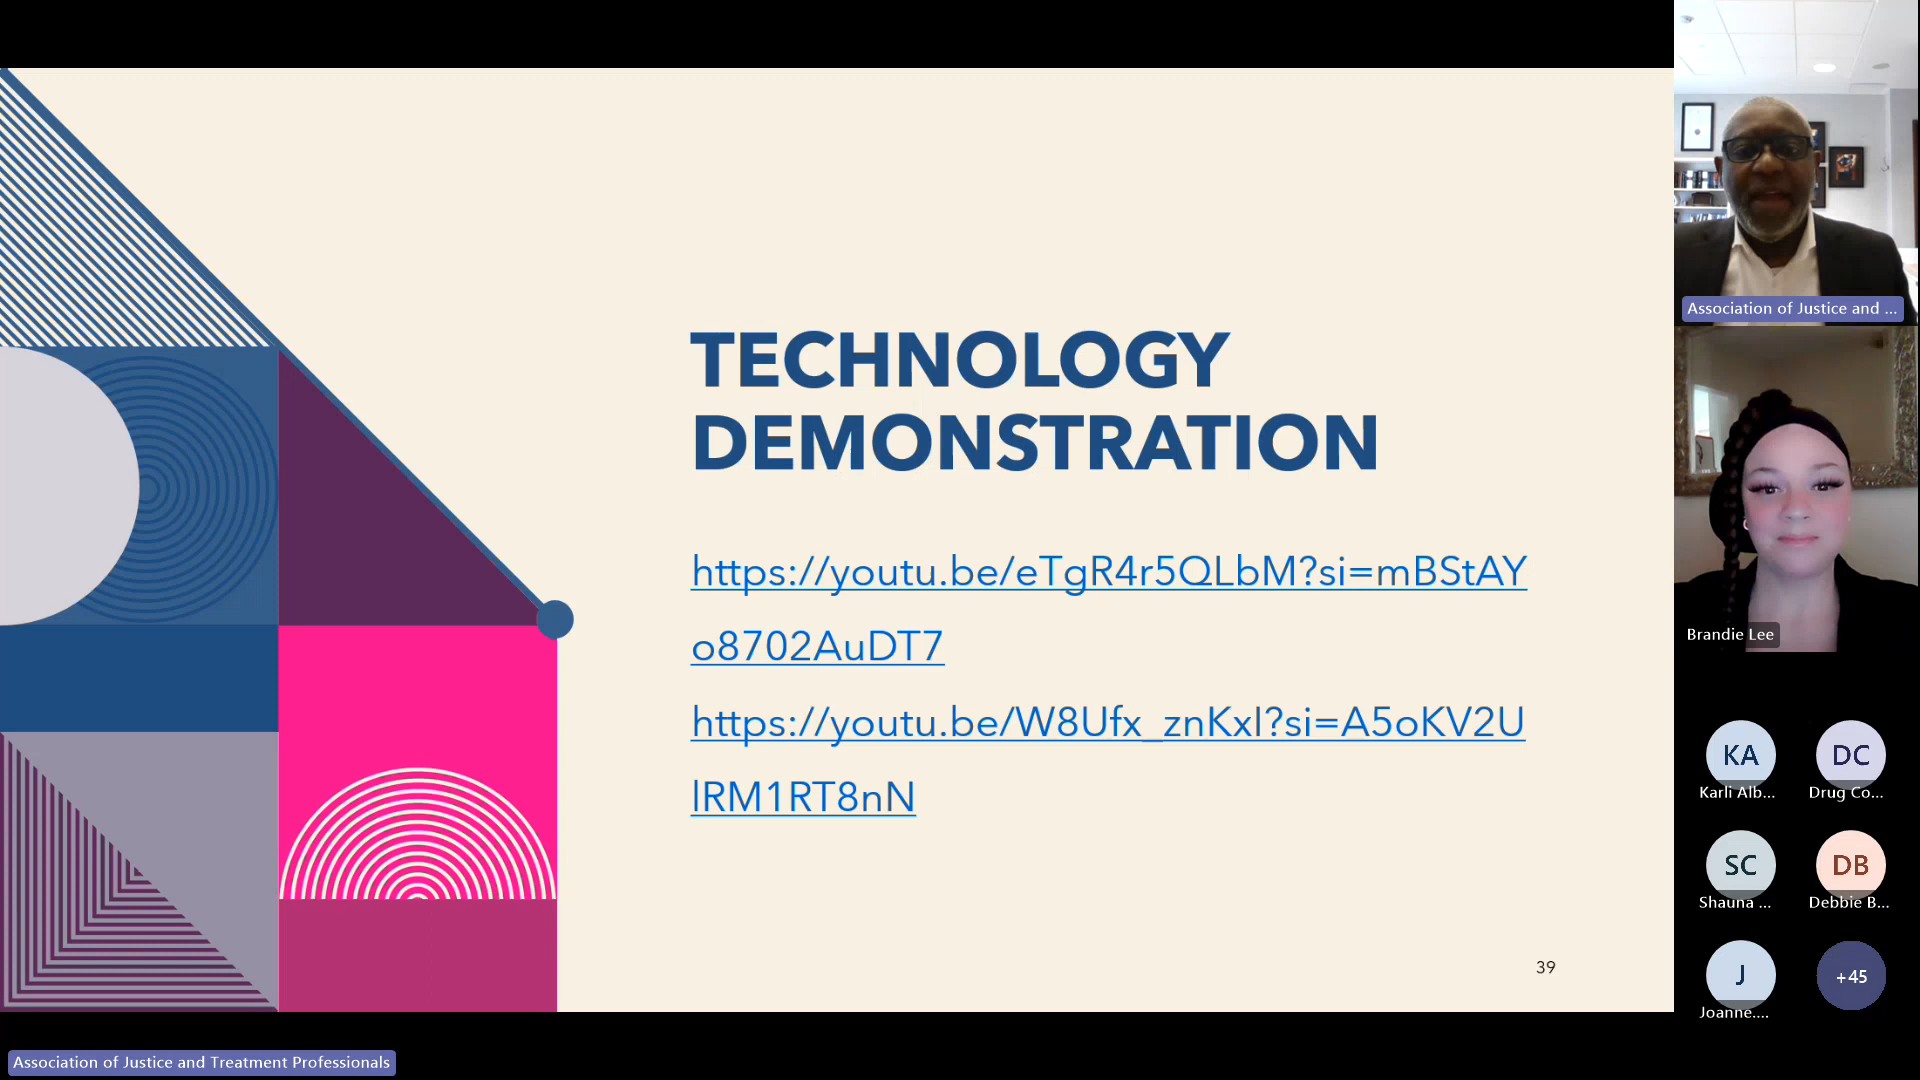 TECHNOLOGY
DEMONSTRATION
https://youtu.be/eTgR4r5QLbM?si=mBStAY
o8702AuDT7
https://youtu.be/W8Ufx_znKxI?si=A5oKV2U
lRM1RT8nN
39
Association of Justice and ...
Brandie Lee
KA
DC
Karli Alb...
Drug Co...
SC
DB
Shauna ...
Debbie B...
J
+45
Joanne....
Association of Justice and Treatment Professionals